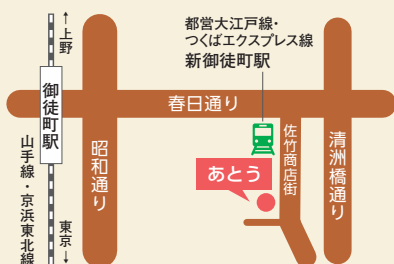 都営大江戸線・
つくばエクスプレス線
新御徒町駅
↑上野
御徒町駅
山手線・京浜東北線
東京↓
春日通り
昭和通り
佐竹商店街
清洲橋通り
あとう